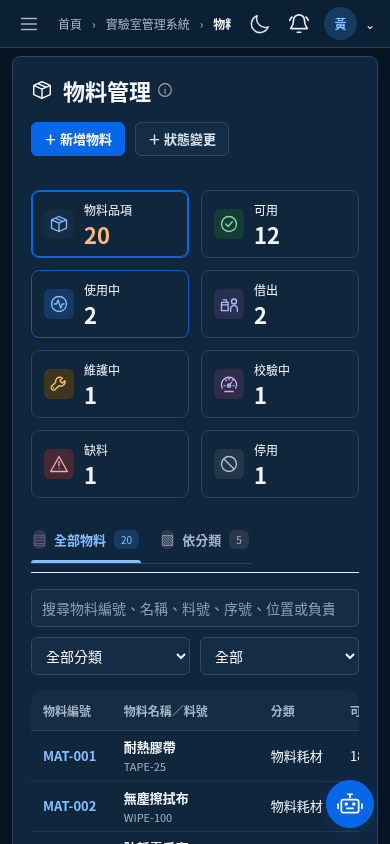 首頁 › 實驗室管理系統 › 物料
黃
物料管理
＋ 新增物料
＋ 狀態變更
物料品項
20
可用
12
使用中
2
借出
2
維護中
1
校驗中
1
缺料
1
停用
1
全部物料 20
依分類 5
搜尋物料編號、名稱、料號、序號、位置或負責
全部分類
全部
物料編號 物料名稱／料號 分類 可
MAT-001 耐熱膠帶 物料耗材
TAPE-25
MAT-002 無塵擦拭布 物料耗材
WIPE-100